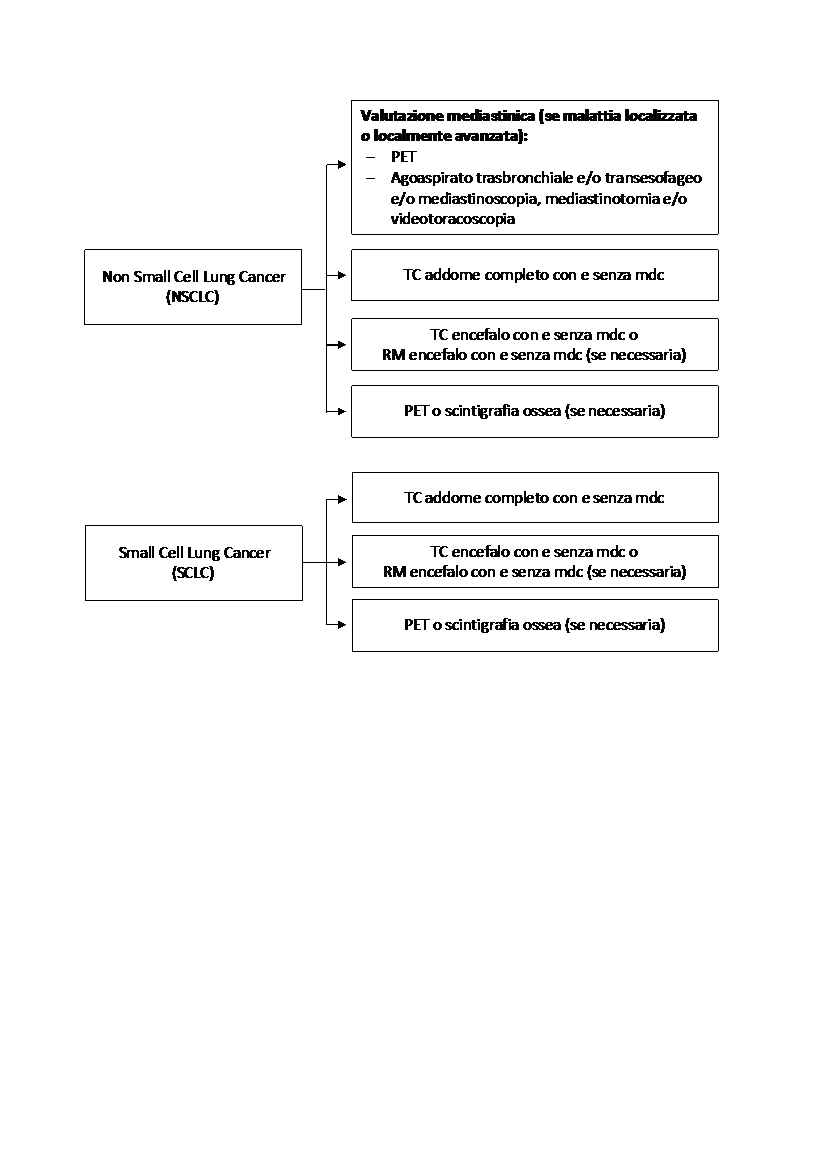 Valutazione mediastinica (se malattia localizzata
o localmente avanzata):
– PET
– Agoaspirato trasbronchiale e/o transesofageo
e/o mediastinoscopia, mediastinotomia e/o
videotoracoscopia
Non Small Cell Lung Cancer
(NSCLC)
TC addome completo con e senza mdc
TC encefalo con e senza mdc o
RM encefalo con e senza mdc (se necessaria)
PET o scintigrafia ossea (se necessaria)
TC addome completo con e senza mdc
Small Cell Lung Cancer
(SCLC)
TC encefalo con e senza mdc o
RM encefalo con e senza mdc (se necessaria)
PET o scintigrafia ossea (se necessaria)